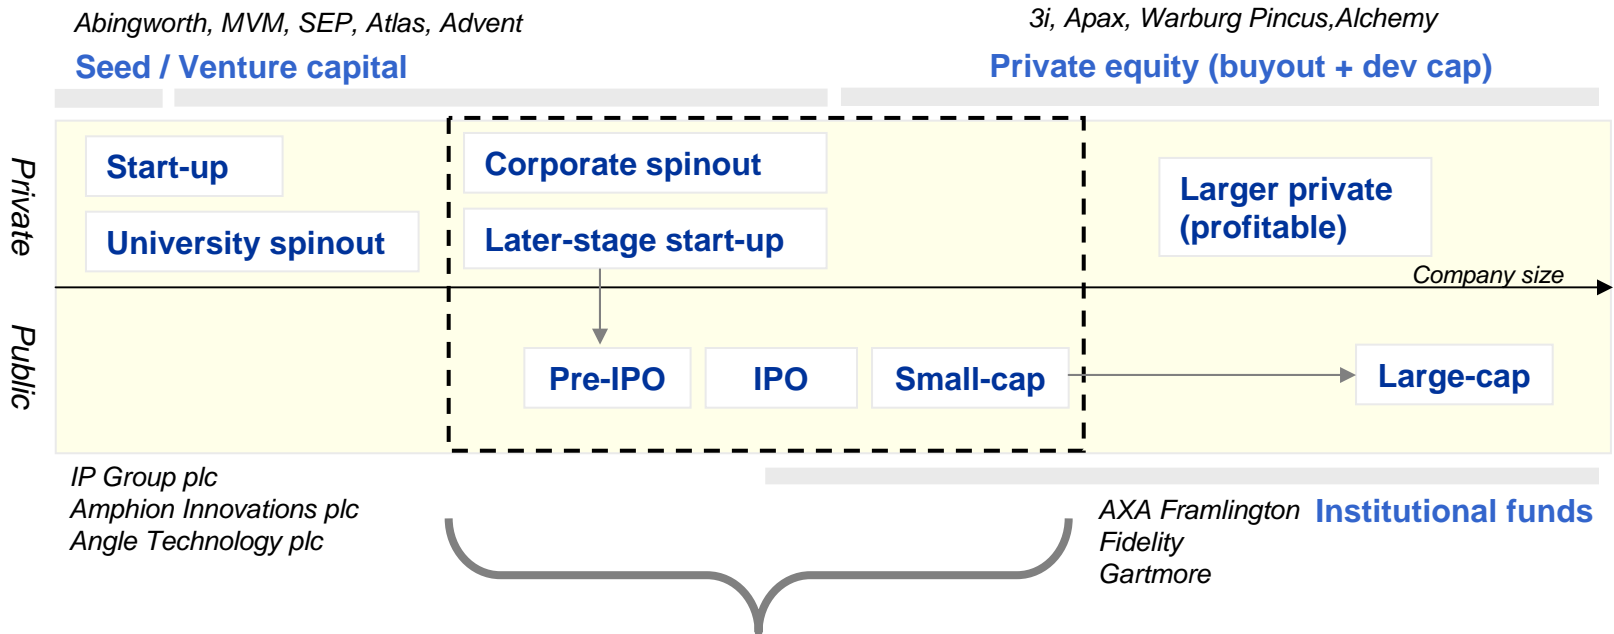 Abingworth, MVM, SEP, Atlas, Advent
3i, Apax, Warburg Pincus,Alchemy
Seed / Venture capital
Private equity (buyout + dev cap)
Private
Start-up
University spinout
Corporate spinout
Later-stage start-up
Larger private
(profitable)
Company size
Public
Pre-IPO
IPO
Small-cap
Large-cap
IP Group plc
Amphion Innovations plc
Angle Technology plc
AXA Framlington
Fidelity
Gartmore
Institutional funds